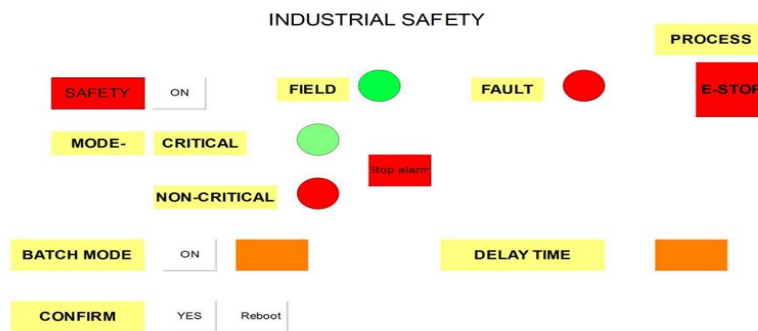 INDUSTRIAL SAFETY
PROCESS
SAFETY ON FIELD FAULT E-STOP
MODE- CRITICAL
Stop alarm
NON-CRITICAL
BATCH MODE ON DELAY TIME
CONFIRM YES Reboot